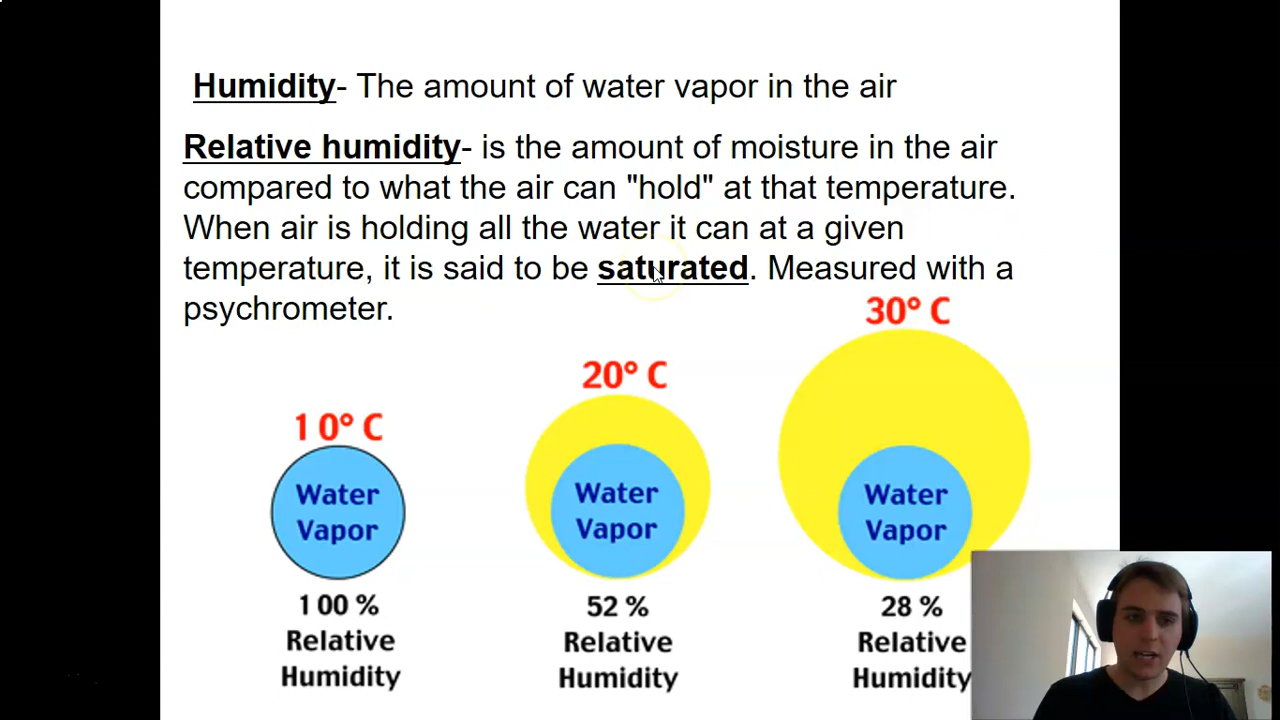 Humidity- The amount of water vapor in the air
Relative humidity- is the amount of moisture in the air
compared to what the air can "hold" at that temperature.
When air is holding all the water it can at a given
temperature, it is said to be saturated. Measured with a
psychrometer.
10° C
Water
Vapor
100 %
Relative
Humidity
20° C
Water
Vapor
52 %
Relative
Humidity
30° C
Water
Vapor
28 %
Relative
Humidity